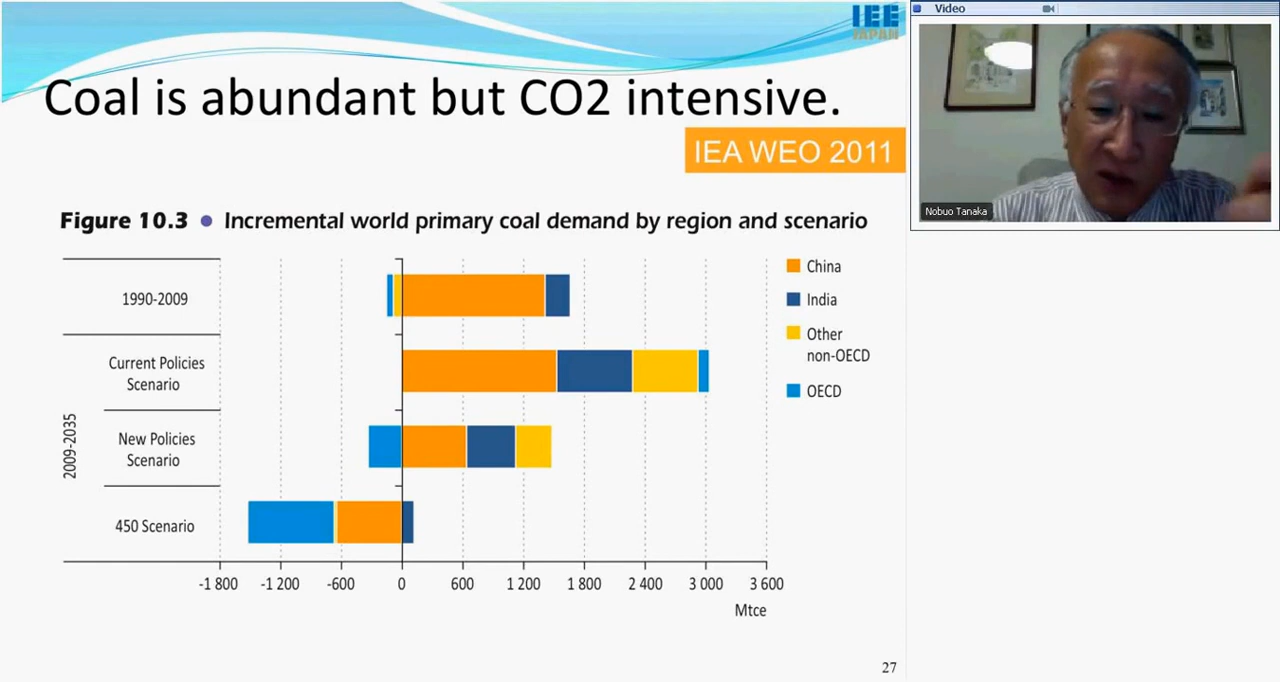 IEE
JAPAN
Coal is abundant but CO2 intensive.
IEA WEO 2011
Figure 10.3 ● Incremental world primary coal demand by region and scenario
1990-2009
Current Policies
Scenario
New Policies
Scenario
450 Scenario
2009-2035
-1 800 -1 200 -600 0 600 1 200 1 800 2 400 3 000 3 600
Mtce
China
India
Other
non-OECD
OECD
27
Video
Nobuo Tanaka